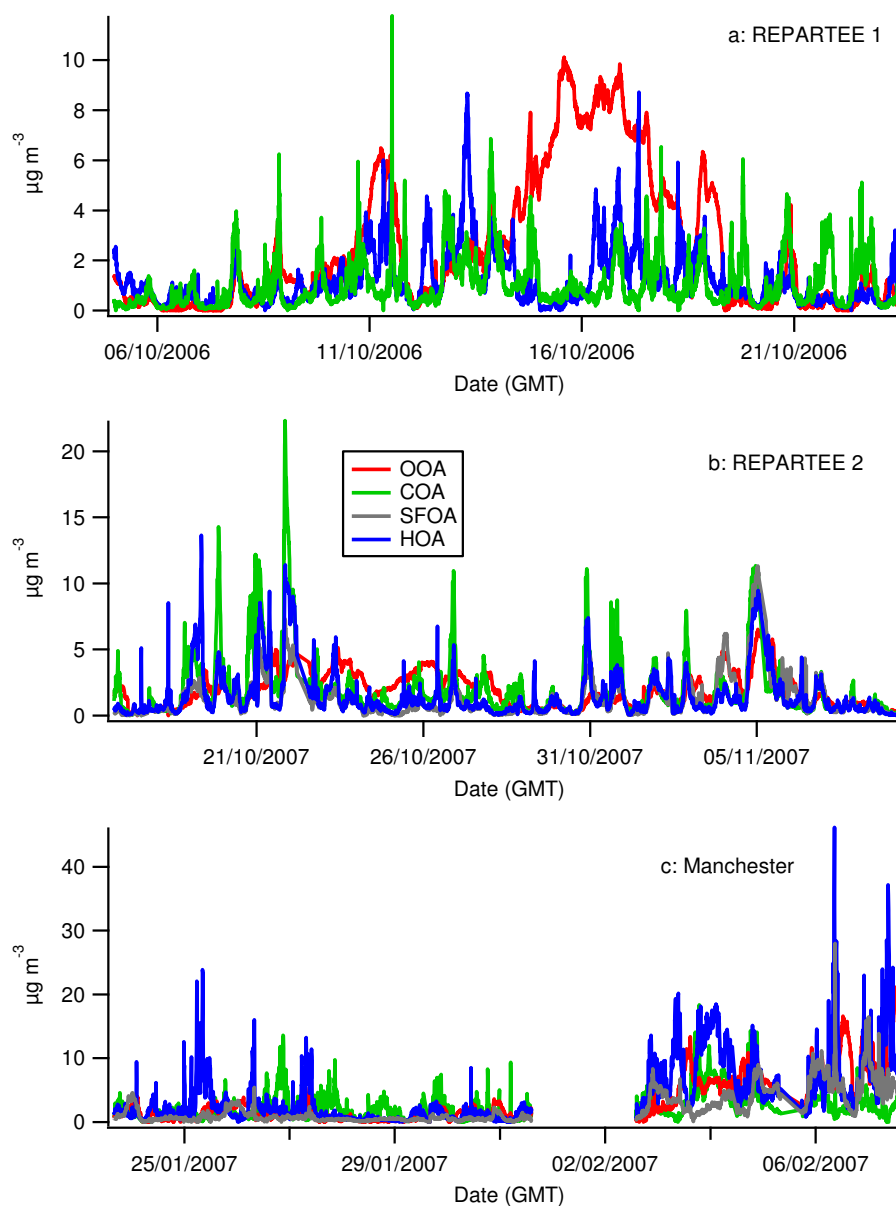 a: REPARTEE 1
10
8
6
4
2
0
µg m-3
06/10/2006 11/10/2006 16/10/2006 21/10/2006
Date (GMT)
b: REPARTEE 2
20
15
10
5
0
µg m-3
OOA
COA
SFOA
HOA
21/10/2007 26/10/2007 31/10/2007 05/11/2007
Date (GMT)
c: Manchester
40
30
20
10
0
µg m-3
25/01/2007 29/01/2007 02/02/2007 06/02/2007
Date (GMT)